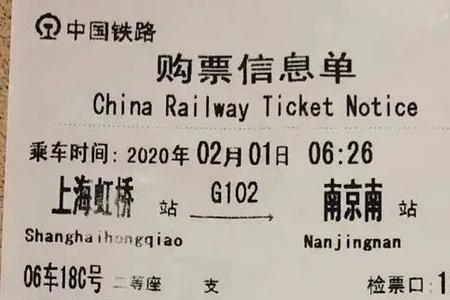 中国铁路
购票信息单
China Railway Ticket Notice
乘车时间: 2020年 02月 01日 06:26
上海虹桥 站 G102 南京南 站
Shanghaihongqiao Nanjingnan
06车18C号 二等座 支 检票口:1